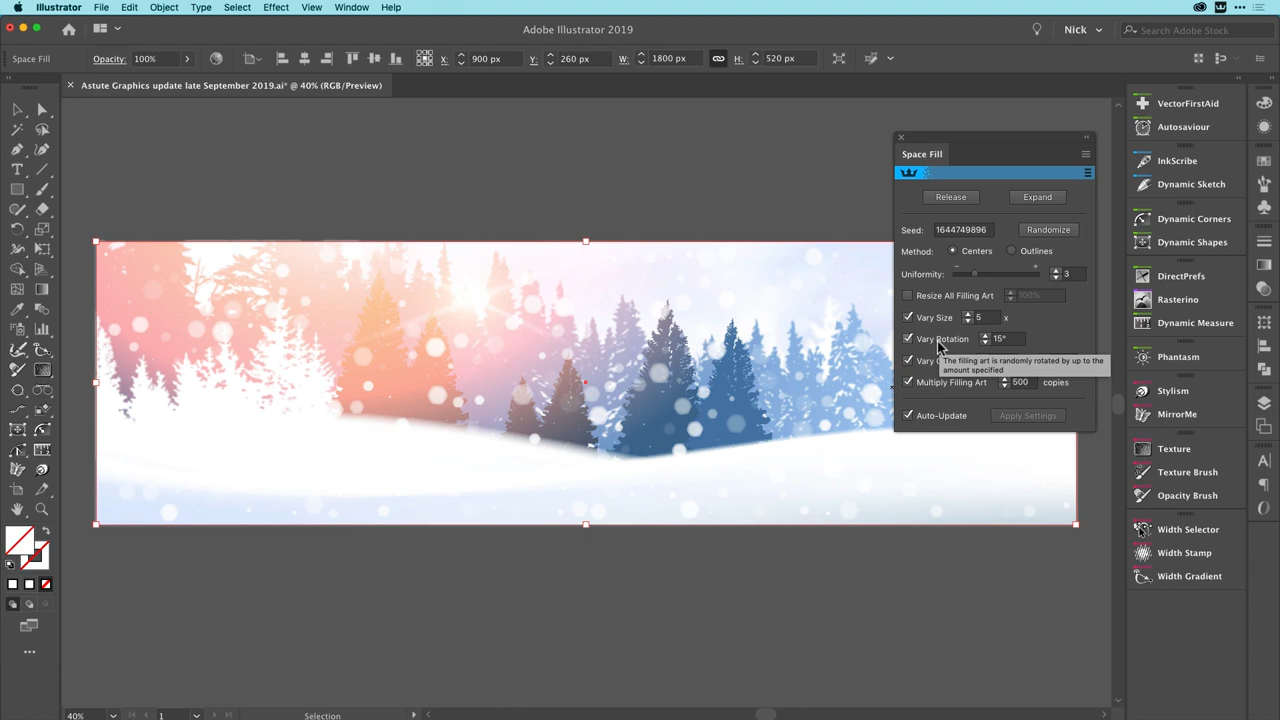 Illustrator File Edit Object Type Select Effect View Window Help
Adobe Illustrator 2019
Nick
Search Adobe Stock
Space Fill
Opacity: 100%
X: 900 px
Y: 260 px
W: 1800 px
H: 520 px
Astute Graphics update late September 2019.ai* @ 40% (RGB/Preview)
Space Fill
Release Expand
Seed: 1644749896 Randomize
Method: Centers Outlines
Uniformity: − + 3
Resize All Filling Art 100%
Vary Size 5 x
Vary Rotation 15°
Vary
The filling art is randomly rotated by up to the
amount specified
Multiply Filling Art 500 copies
Auto-Update Apply Settings
VectorFirstAid
Autosaviour
InkScribe
Dynamic Sketch
Dynamic Corners
Dynamic Shapes
DirectPrefs
Rasterino
Dynamic Measure
Phantasm
Stylism
MirrorMe
Texture
Texture Brush
Opacity Brush
Width Selector
Width Stamp
Width Gradient
40% 1 Selection